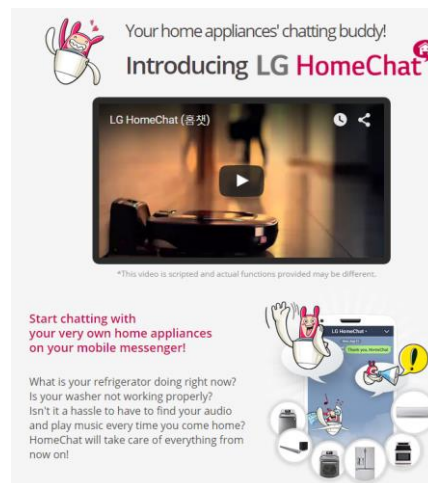 Your home appliances' chatting buddy!
Introducing LG HomeChat
LG HomeChat (홈챗)
*This video is scripted and actual functions provided may be different.
Start chatting with
your very own home appliances
on your mobile messenger!
LG HomeChat
Thank you, HomeChat
What is your refrigerator doing right now?
Is your washer not working properly?
Isn't it a hassle to have to find your audio
and play music every time you come home?
HomeChat will take care of everything from
now on!